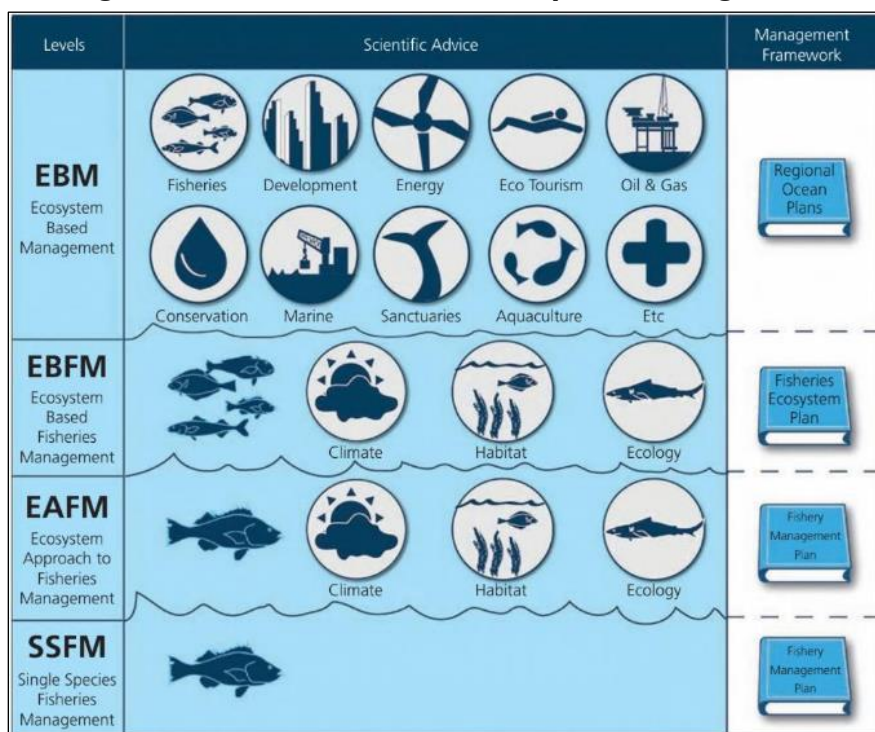 Levels
Scientific Advice
Management
Framework
EBM
Ecosystem
Based
Management
Fisheries
Development
Energy
Eco Tourism
Oil & Gas
Conservation
Marine
Sanctuaries
Aquaculture
Etc
Regional
Ocean
Plans
EBFM
Ecosystem
Based
Fisheries
Management
Climate
Habitat
Ecology
Fisheries
Ecosystem
Plan
EAFM
Ecosystem
Approach to
Fisheries
Management
Climate
Habitat
Ecology
Fishery
Management
Plan
SSFM
Single Species
Fisheries
Management
Fishery
Management
Plan